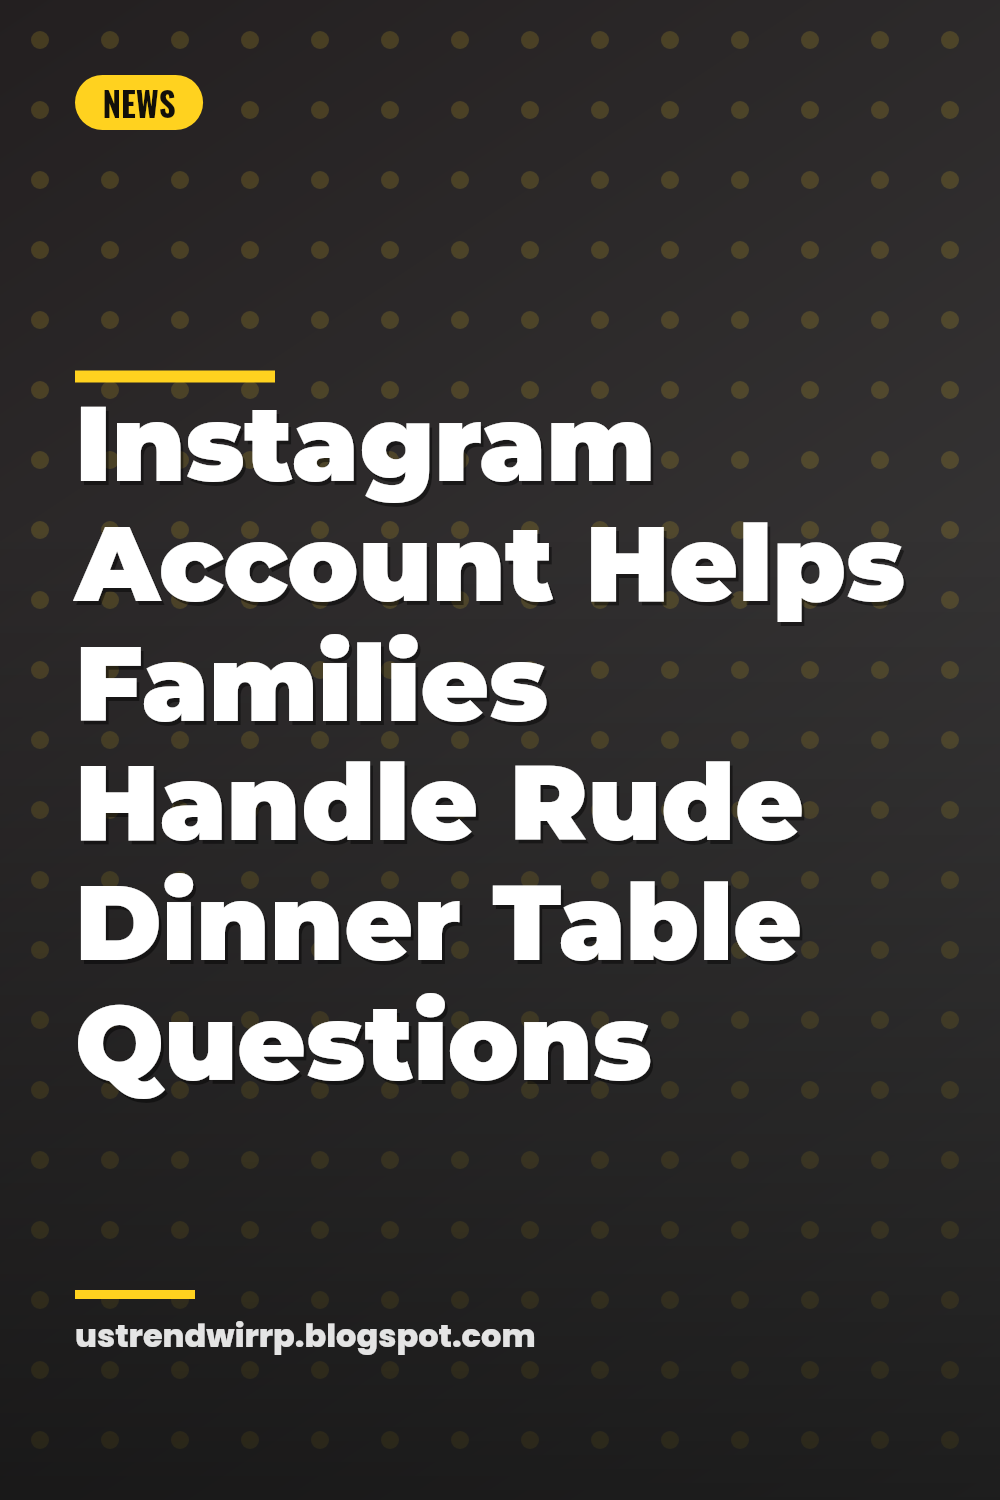 NEWS
Instagram
Account Helps
Families
Handle Rude
Dinner Table
Questions
ustrendwirrp.blogspot.com